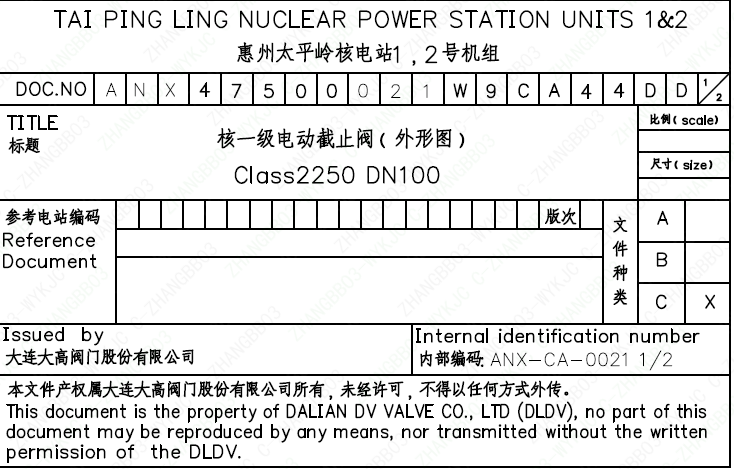 TAI PING LING NUCLEAR POWER STATION UNITS 1&2
惠州太平岭核电站1,2号机组
DOC.NO A N X 4 7 5 0 0 0 2 1 W 9 C A 4 4 D D 1/2
TITLE
标题
核一级电动截止阀(外形图)
Class2250 DN100
比例(scale)
尺寸(size)
参考电站编码
Reference
Document
版次
文件种类
A
B
C X
Issued by
大连大高阀门股份有限公司
Internal identification number
内部编码 ANX-CA-0021 1/2
本文件产权属大连大高阀门股份有限公司所有,未经许可,不得以任何方式外传。
This document is the property of DALIAN DV VALVE CO., LTD (DLDV), no part of this
document may be reproduced by any means, nor transmitted without the written
permission of the DLDV.